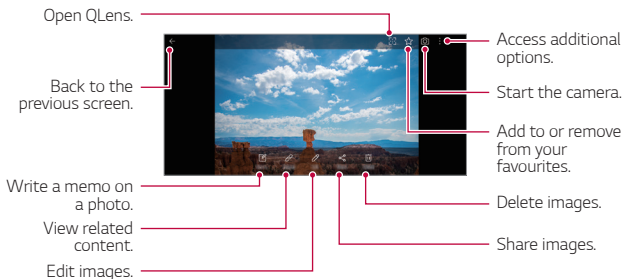 Open QLens.
Back to the
previous screen.
Write a memo on
a photo.
View related
content.
Edit images.
Access additional
options.
Start the camera.
Add to or remove
from your
favourites.
Delete images.
Share images.